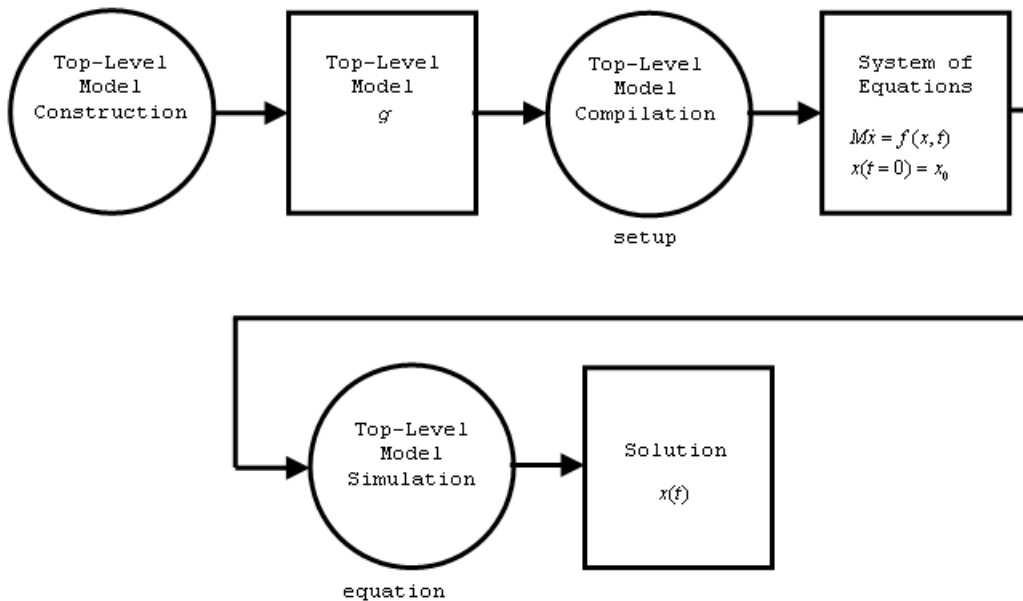 Top-Level
Model
Construction
Top-Level
Model
g
Top-Level
Model
Compilation
setup
System of
Equations
Mẋ = f(x,t)
x(t = 0) = x₀
Top-Level
Model
Simulation
equation
Solution
x(t)